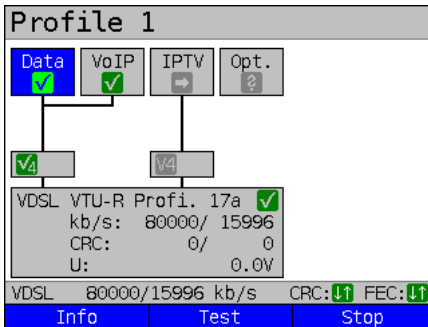 Profile 1
Data VoIP IPTV Opt.
V4 V4
VDSL VTU-R Profi. 17a
kb/s: 80000/ 15996
CRC: 0/ 0
U: 0.0V
VDSL 80000/15996 kb/s CRC: FEC:
Info Test Stop